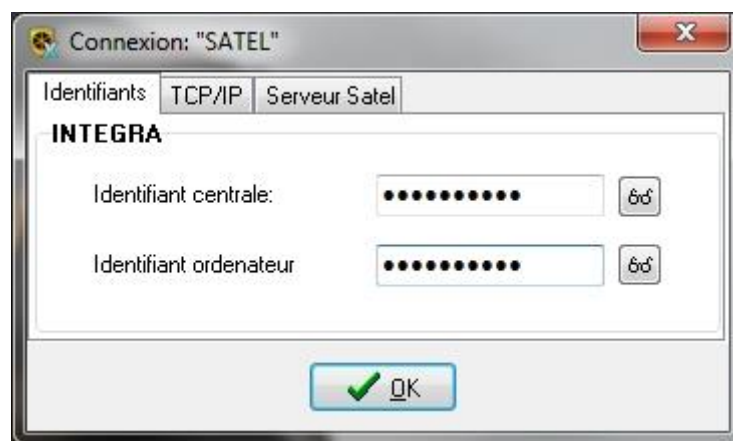 Connexion: "SATEL"
Identifiants TCP/IP Serveur Satel
INTEGRA
Identifiant centrale: ••••••••••
Identifiant ordenateur ••••••••••
OK